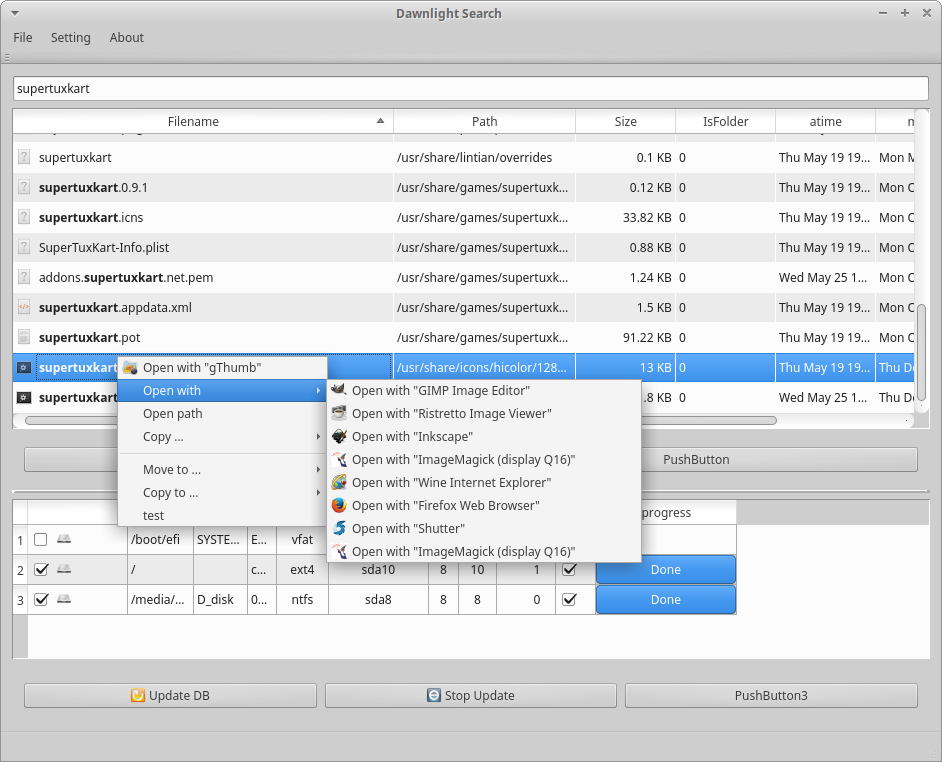 Dawnlight Search
File Setting About
supertuxkart
Filename Path Size IsFolder atime
supertuxkart /usr/share/lintian/overrides 0.1 KB 0 Thu May 19 19... Mon
supertuxkart.0.9.1 /usr/share/games/supertuxk... 0.12 KB 0 Thu May 19 19... Mon
supertuxkart.icns /usr/share/games/supertuxk... 33.82 KB 0 Thu May 19 19... Mon
SuperTuxKart-Info.plist /usr/share/games/supertuxk... 0.88 KB 0 Thu May 19 19... Mon
addons.supertuxkart.net.pem /usr/share/games/supertuxk... 1.24 KB 0 Wed May 25 1... Mon
supertuxkart.appdata.xml /usr/share/games/supertuxk... 1.5 KB 0 Thu May 19 19... Mon
supertuxkart.pot /usr/share/games/supertuxk... 91.22 KB 0 Thu May 19 19... Mon
supertuxkart /usr/share/icons/hicolor/128... 13 KB 0 Thu May 19 19... Thu
supertuxkart .8 KB 0 Wed May 25 1... Thu
Open with "gThumb"
Open with
Open path
Copy ...
Move to ...
Copy to ...
test
Open with "GIMP Image Editor"
Open with "Ristretto Image Viewer"
Open with "Inkscape"
Open with "ImageMagick (display Q16)"
Open with "Wine Internet Explorer"
Open with "Firefox Web Browser"
Open with "Shutter"
Open with "ImageMagick (display Q16)"
PushButton
progress
1 /boot/efi SYSTE... E... vfat
2 / c... ext4 sda10 8 10 1 Done
3 /media/... D_disk 0... ntfs sda8 8 8 0 Done
Update DB Stop Update PushButton3